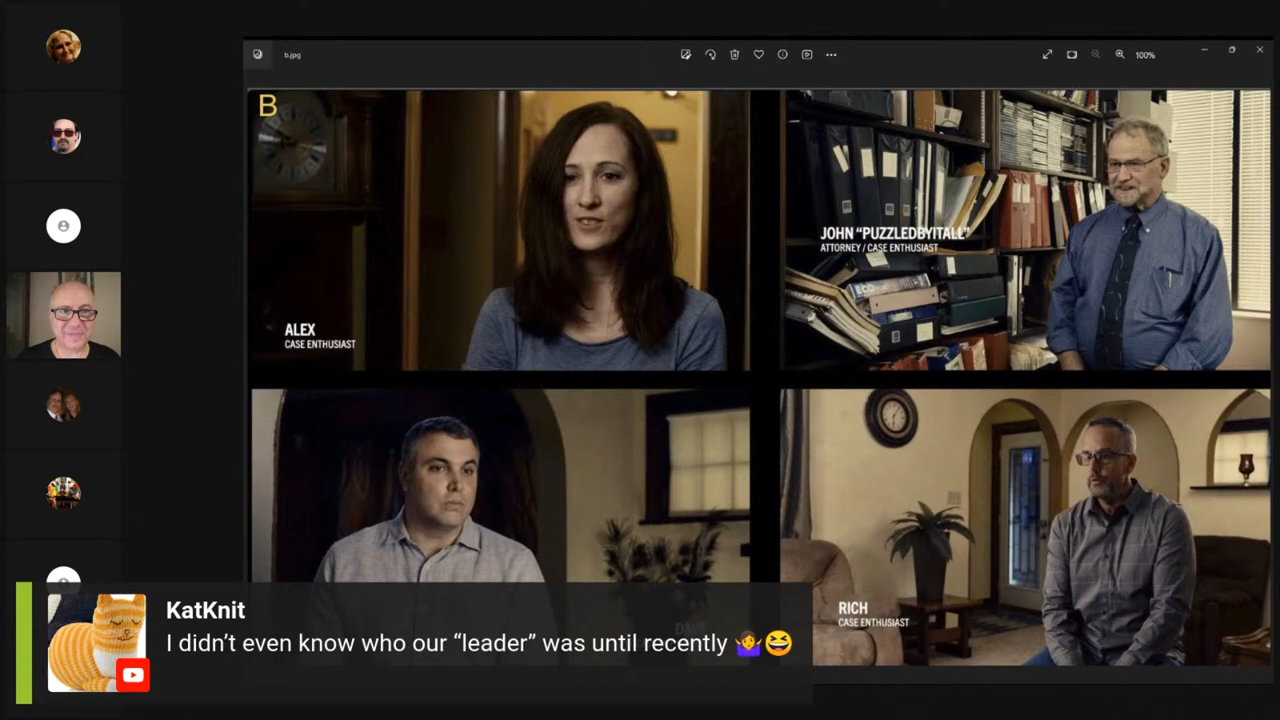 b.jpg
100%
B
ALEX
CASE ENTHUSIAST
JOHN “PUZZLEDBYITALL”
ATTORNEY / CASE ENTHUSIAST
DAVE
RICH
CASE ENTHUSIAST
KatKnit
I didn’t even know who our “leader” was until recently 🤷‍♀️😆